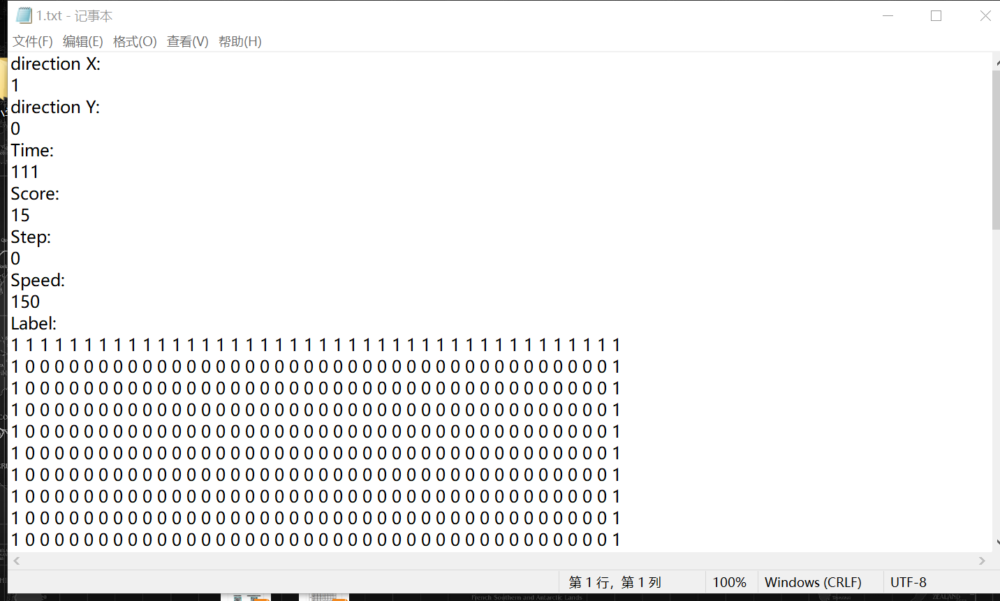 1.txt - 记事本
文件(F) 编辑(E) 格式(O) 查看(V) 帮助(H)
direction X:
1
direction Y:
0
Time:
111
Score:
15
Step:
0
Speed:
150
Label:
1 1 1 1 1 1 1 1 1 1 1 1 1 1 1 1 1 1 1 1 1 1 1 1 1 1 1 1 1 1 1 1 1 1 1 1 1 1 1 1 1 1
1 0 0 0 0 0 0 0 0 0 0 0 0 0 0 0 0 0 0 0 0 0 0 0 0 0 0 0 0 0 0 0 0 0 0 0 0 0 0 0 0 1
1 0 0 0 0 0 0 0 0 0 0 0 0 0 0 0 0 0 0 0 0 0 0 0 0 0 0 0 0 0 0 0 0 0 0 0 0 0 0 0 0 1
1 0 0 0 0 0 0 0 0 0 0 0 0 0 0 0 0 0 0 0 0 0 0 0 0 0 0 0 0 0 0 0 0 0 0 0 0 0 0 0 0 1
1 0 0 0 0 0 0 0 0 0 0 0 0 0 0 0 0 0 0 0 0 0 0 0 0 0 0 0 0 0 0 0 0 0 0 0 0 0 0 0 0 1
1 0 0 0 0 0 0 0 0 0 0 0 0 0 0 0 0 0 0 0 0 0 0 0 0 0 0 0 0 0 0 0 0 0 0 0 0 0 0 0 0 1
1 0 0 0 0 0 0 0 0 0 0 0 0 0 0 0 0 0 0 0 0 0 0 0 0 0 0 0 0 0 0 0 0 0 0 0 0 0 0 0 0 1
1 0 0 0 0 0 0 0 0 0 0 0 0 0 0 0 0 0 0 0 0 0 0 0 0 0 0 0 0 0 0 0 0 0 0 0 0 0 0 0 0 1
1 0 0 0 0 0 0 0 0 0 0 0 0 0 0 0 0 0 0 0 0 0 0 0 0 0 0 0 0 0 0 0 0 0 0 0 0 0 0 0 0 1
1 0 0 0 0 0 0 0 0 0 0 0 0 0 0 0 0 0 0 0 0 0 0 0 0 0 0 0 0 0 0 0 0 0 0 0 0 0 0 0 0 1
第 1 行，第 1 列 100% Windows (CRLF) UTF-8
French Southern and Antarctic Lands ZEALAND